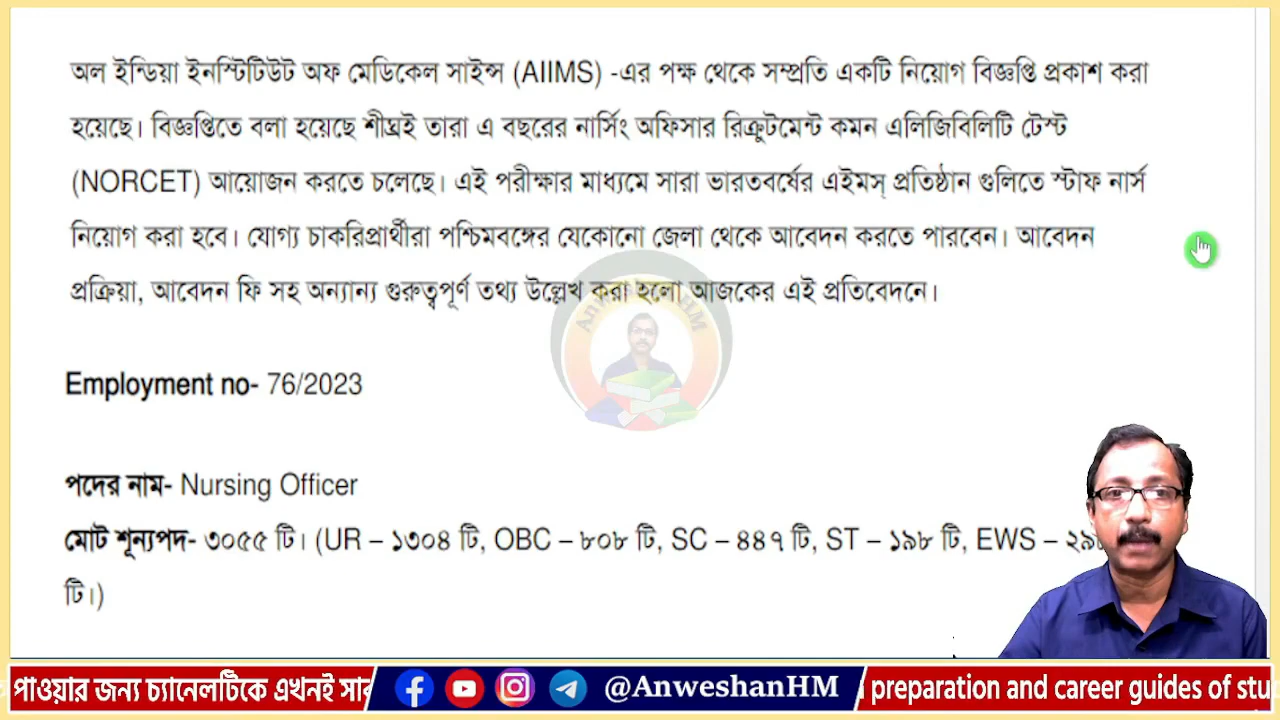 অল ইন্ডিয়া ইনস্টিটিউট অফ মেডিকেল সাইন্স (AIIMS) -এর পক্ষ থেকে সম্প্রতি একটি নিয়োগ বিজ্ঞপ্তি প্রকাশ করা
হয়েছে। বিজ্ঞপ্তিতে বলা হয়েছে শীঘ্রই তারা এ বছরের নার্সিং অফিসার রিক্রুটমেন্ট কমন এলিজিবিলিটি টেস্ট
(NORCET) আয়োজন করতে চলেছে। এই পরীক্ষার মাধ্যমে সারা ভারতবর্ষের এইমস্ প্রতিষ্ঠান গুলিতে স্টাফ নার্স
নিয়োগ করা হবে। যোগ্য চাকরিপ্রার্থীরা পশ্চিমবঙ্গের যেকোনো জেলা থেকে আবেদন করতে পারবেন। আবেদন
প্রক্রিয়া, আবেদন ফি সহ অন্যান্য গুরুত্বপূর্ণ তথ্য উল্লেখ করা হলো আজকের এই প্রতিবেদনে।
AnweshanHM
Employment no- 76/2023
পদের নাম- Nursing Officer
মোট শূন্যপদ- ৩০৫৫ টি। (UR – ১৩০৪ টি, OBC – ৮০৮ টি, SC – ৪৪৭ টি, ST – ১৯৮ টি, EWS –
টি।)
পাওয়ার জন্য চ্যানেলটিকে এখনই @AnweshanHM preparation and career guides of